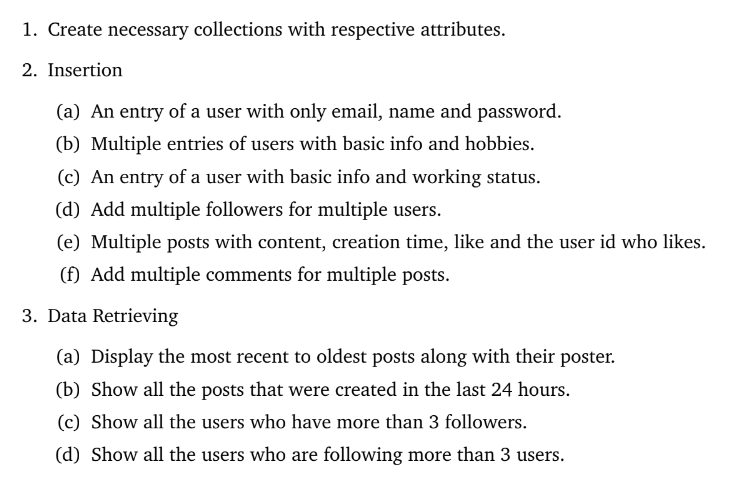 1. Create necessary collections with respective attributes.
2. Insertion
(a) An entry of a user with only email, name and password.
(b) Multiple entries of users with basic info and hobbies.
(c) An entry of a user with basic info and working status.
(d) Add multiple followers for multiple users.
(e) Multiple posts with content, creation time, like and the user id who likes.
(f) Add multiple comments for multiple posts.
3. Data Retrieving
(a) Display the most recent to oldest posts along with their poster.
(b) Show all the posts that were created in the last 24 hours.
(c) Show all the users who have more than 3 followers.
(d) Show all the users who are following more than 3 users.